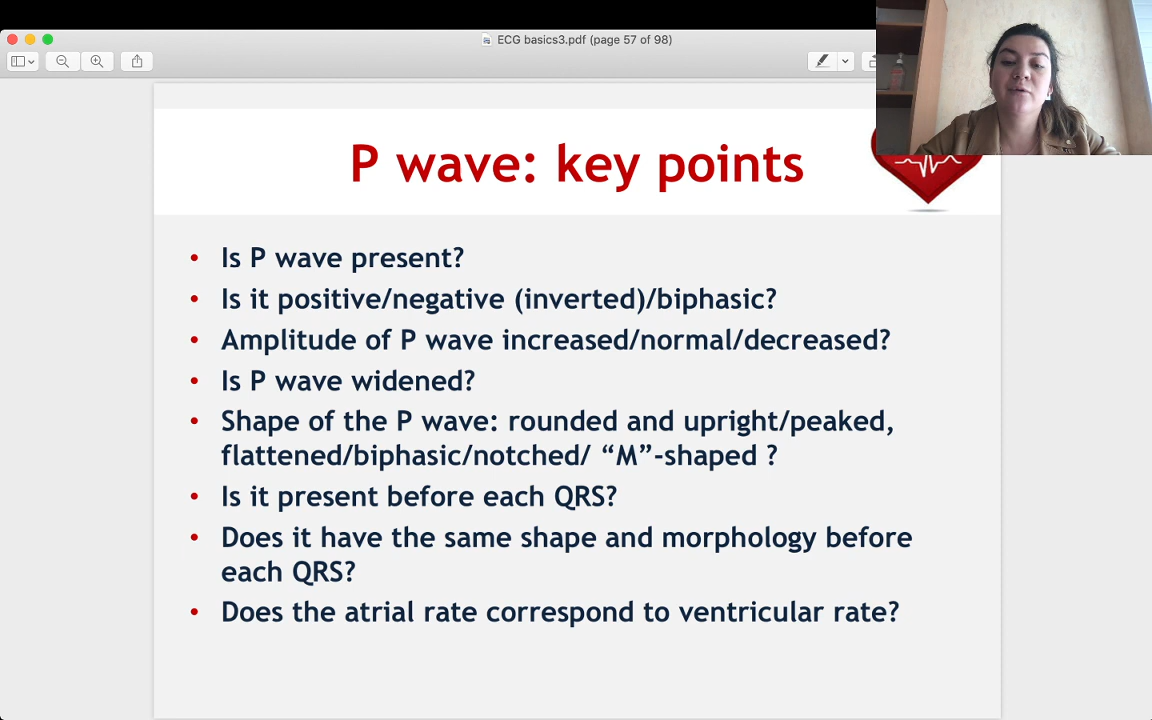 ECG basics3.pdf (page 57 of 98)
P wave: key points
• Is P wave present?
• Is it positive/negative (inverted)/biphasic?
• Amplitude of P wave increased/normal/decreased?
• Is P wave widened?
• Shape of the P wave: rounded and upright/peaked,
flattened/biphasic/notched/ “M”-shaped ?
• Is it present before each QRS?
• Does it have the same shape and morphology before
each QRS?
• Does the atrial rate correspond to ventricular rate?